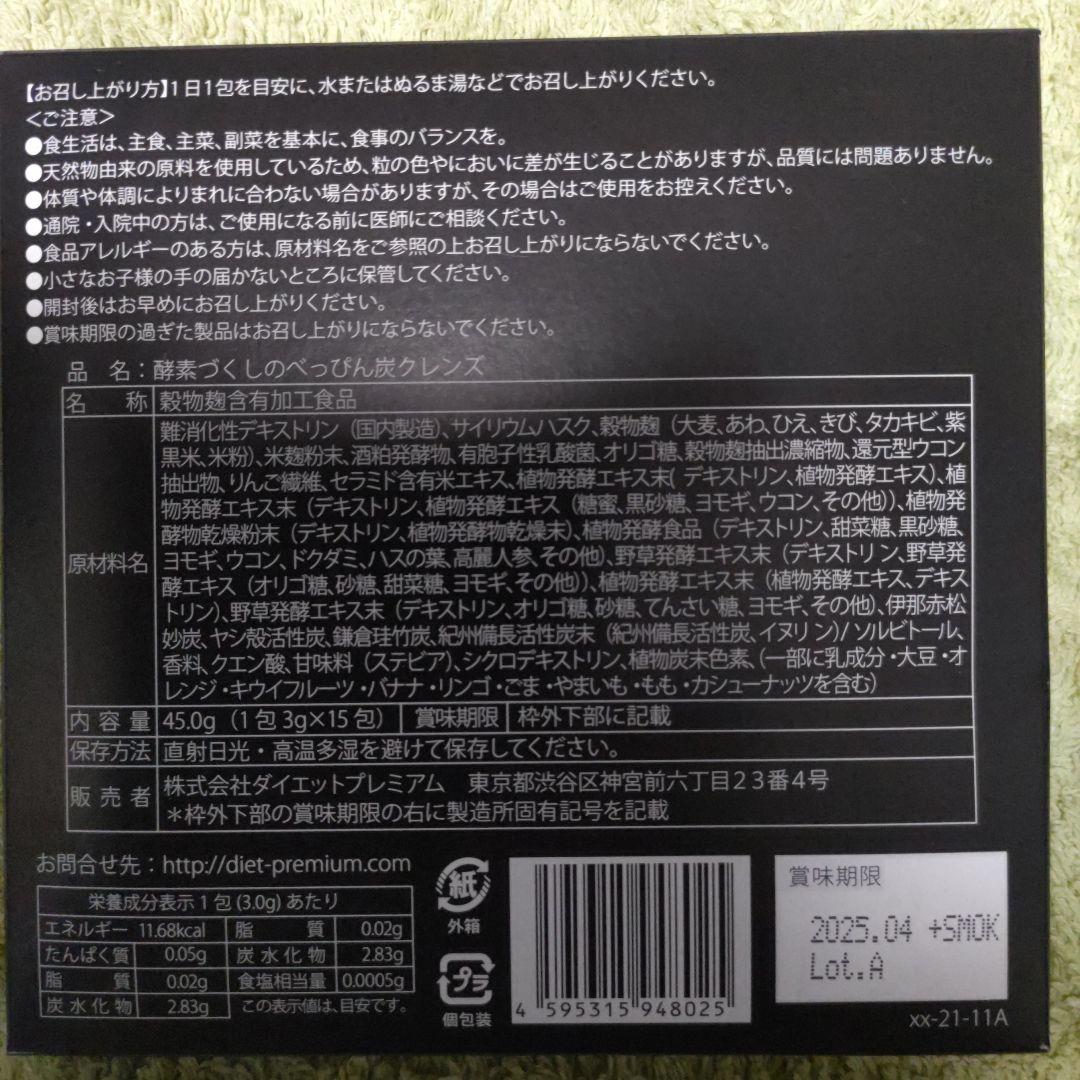 【お召し上がり方】1日1包を目安に、水またはぬるま湯などでお召し上がりください。
＜ご注意＞
●食生活は、主食、主菜、副菜を基本に、食事のバランスを。
●天然物由来の原料を使用しているため、粒の色やにおいに差が生じることがありますが、品質には問題ありません。
●体質や体調によりまれに合わない場合がありますが、その場合はご使用をお控えください。
●通院・入院中の方は、ご使用になる前に医師にご相談ください。
●食品アレルギーのある方は、原材料名をご参照の上お召し上がりにならないでください。
●小さなお子様の手の届かないところに保管してください。
●開封後はお早めにお召し上がりください。
●賞味期限の過ぎた製品はお召し上がりにならないでください。
品 名：酵素づくしのべっぴん炭クレンズ
名 称 穀物麹含有加工食品
原材料名
難消化性デキストリン（国内製造）、サイリウムハスク、穀物麹（大麦、あわ、ひえ、きび、タカキビ、紫
黒米、米粉）、米麹粉末、酒粕発酵物、有胞子性乳酸菌、オリゴ糖、穀物麹抽出濃縮物、還元型ウコン
抽出物、りんご繊維、セラミド含有米エキス、植物発酵エキス末（デキストリン、植物発酵エキス）、植
物発酵エキス末（デキストリン、植物発酵エキス（糖蜜、黒砂糖、ヨモギ、ウコン、その他））、植物発
酵物乾燥粉末（デキストリン、植物発酵物乾燥末）、植物発酵食品（デキストリン、甜菜糖、黒砂糖、
ヨモギ、ウコン、ドクダミ、ハスの葉、高麗人参、その他）、野草発酵エキス末（デキストリン、野草発
酵エキス（オリゴ糖、砂糖、甜菜糖、ヨモギ、その他））、植物発酵エキス末（植物発酵エキス、デキス
トリン）、野草発酵エキス末（デキストリン、オリゴ糖、砂糖、てんさい糖、ヨモギ、その他）、伊那赤松
妙炭、ヤシ殻活性炭、鎌倉珪竹炭、紀州備長活性炭末（紀州備長活性炭、イヌリン）/ソルビトール、
香料、クエン酸、甘味料（ステビア）、シクロデキストリン、植物炭末色素、（一部に乳成分・大豆・オ
レンジ・キウイフルーツ・バナナ・リンゴ・ごま・やまいも・もも・カシューナッツを含む）
内容量 45.0g（1包3g×15包） 賞味期限 枠外下部に記載
保存方法 直射日光・高温多湿を避けて保存してください。
販売者
株式会社ダイエットプレミアム 東京都渋谷区神宮前六丁目23番4号
＊枠外下部の賞味期限の右に製造所固有記号を記載
お問合せ先：http://diet-premium.com
栄養成分表示 1包(3.0g)あたり
エネルギー 11.68kcal 脂質 0.02g
たんぱく質 0.05g 炭水化物 2.83g
脂質 0.02g 食塩相当量 0.0005g
炭水化物 2.83g この表示値は、目安です。
紙
外箱
プラ
個包装
4 595315 948025
賞味期限
2025.04 +SMOK
Lot.A
xx-21-11A